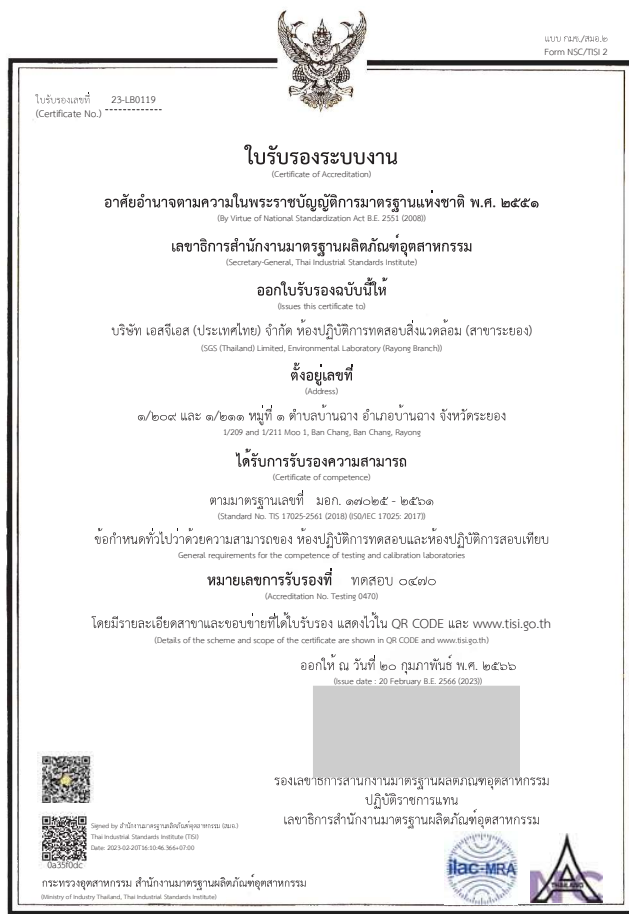 แบบ กมช./สมอ.๒
Form NSC/TISI 2
ใบรับรองเลขที่ 23-LB0119
(Certificate No.)
ใบรับรองระบบงาน
(Certificate of Accreditation)
อาศัยอำนาจตามความในพระราชบัญญัติการมาตรฐานแห่งชาติ พ.ศ. ๒๕๕๑
(By Virtue of National Standardization Act B.E. 2551 (2008))
เลขาธิการสำนักงานมาตรฐานผลิตภัณฑ์อุตสาหกรรม
(Secretary-General, Thai Industrial Standards Institute)
ออกใบรับรองฉบับนี้ให้
(Issues this certificate to)
บริษัท เอสจีเอส (ประเทศไทย) จำกัด ห้องปฏิบัติการทดสอบสิ่งแวดล้อม (สาขาระยอง)
(SGS (Thailand) Limited, Environmental Laboratory (Rayong Branch))
ตั้งอยู่เลขที่
(Address)
๑/๒๐๙ และ ๑/๒๑๑ หมู่ที่ ๑ ตำบลบ้านฉาง อำเภอบ้านฉาง จังหวัดระยอง
1/209 and 1/211 Moo 1, Ban Chang, Ban Chang, Rayong
ได้รับการรับรองความสามารถ
(Certificate of competence)
ตามมาตรฐานเลขที่ มอก. ๑๗๐๒๕ - ๒๕๖๑
(Standard No. TIS 17025-2561 (2018) (ISO/IEC 17025: 2017))
ข้อกำหนดทั่วไปว่าด้วยความสามารถของ ห้องปฏิบัติการทดสอบและห้องปฏิบัติการสอบเทียบ
General requirements for the competence of testing and calibration laboratories
หมายเลขการรับรองที่ ทดสอบ ๐๔๗๐
(Accreditation No. Testing 0470)
โดยมีรายละเอียดสาขาและขอบข่ายที่ได้ใบรับรอง แสดงไว้ใน QR CODE และ www.tisi.go.th
(Details of the scheme and scope of the certificate are shown in QR CODE and www.tisi.go.th)
ออกให้ ณ วันที่ ๒๐ กุมภาพันธ์ พ.ศ. ๒๕๖๖
(Issue date : 20 February B.E. 2566 (2023))
รองเลขาธิการสำนักงานมาตรฐานผลิตภัณฑ์อุตสาหกรรม
ปฏิบัติราชการแทน
เลขาธิการสำนักงานมาตรฐานผลิตภัณฑ์อุตสาหกรรม
Signed by สำนักงานมาตรฐานผลิตภัณฑ์อุตสาหกรรม (สมอ.)
Thai Industrial Standards Institute (TISI)
Date: 2023-02-20T16:10:46.366+07:00
0a35f0dc
กระทรวงอุตสาหกรรม สำนักงานมาตรฐานผลิตภัณฑ์อุตสาหกรรม
(Ministry of Industry Thailand, Thai Industrial Standards Institute)
ilac-MRA
NSC
THAILAND